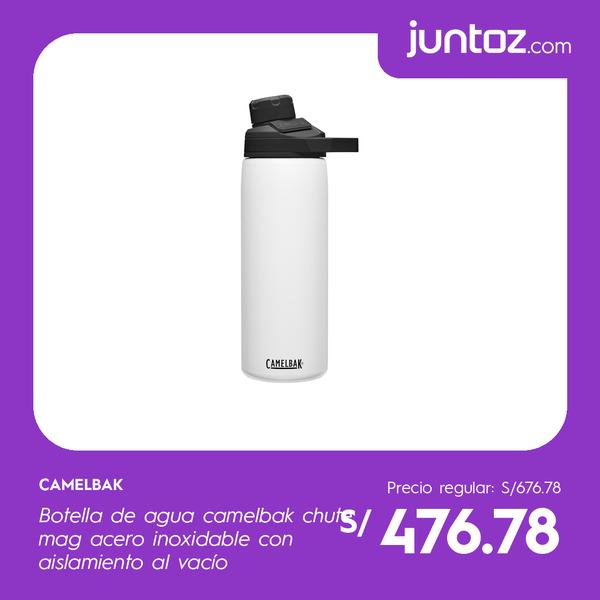 juntoz.com
CAMELBAK
CAMELBAK
Precio regular: S/676.78
Botella de agua camelbak chute
mag acero inoxidable con
aislamiento al vacío
S/ 476.78